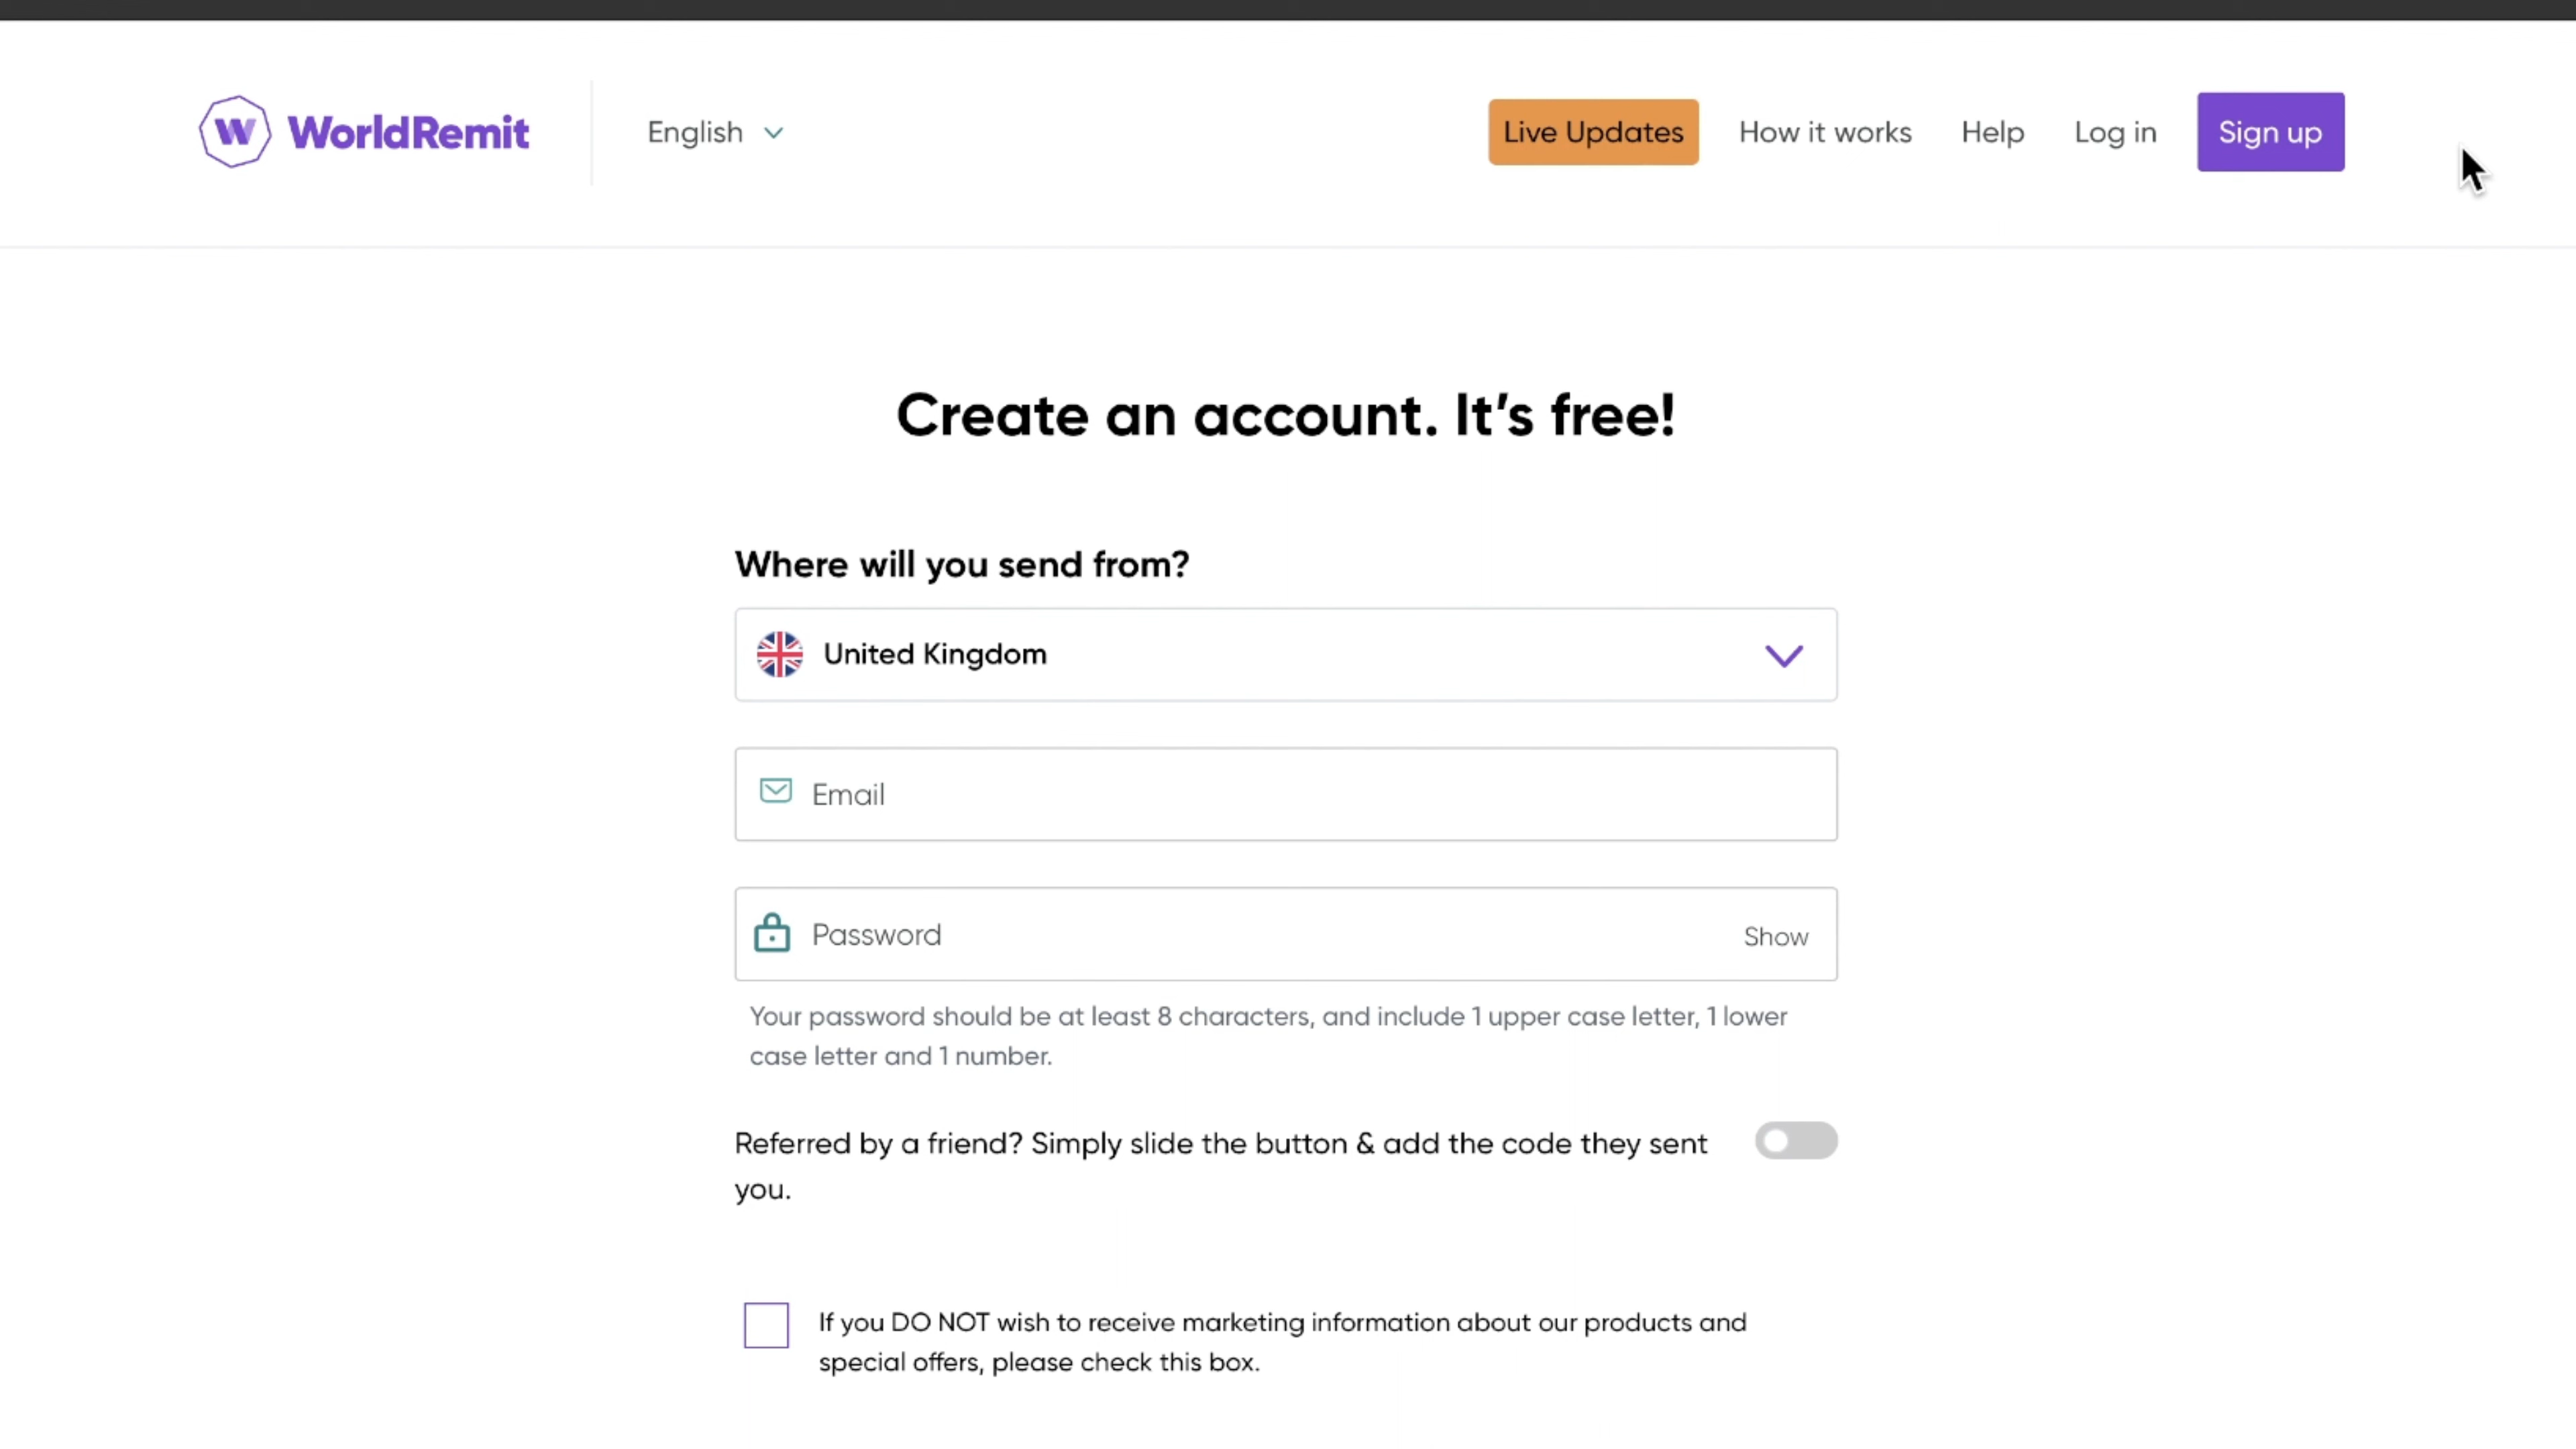 W WorldRemit English Live Updates How it works Help Log in Sign up
Create an account. It's free!
Where will you send from?
United Kingdom
Email
Password Show
Your password should be at least 8 characters, and include 1 upper case letter, 1 lower
case letter and 1 number.
Referred by a friend? Simply slide the button & add the code they sent
you.
If you DO NOT wish to receive marketing information about our products and
special offers, please check this box.